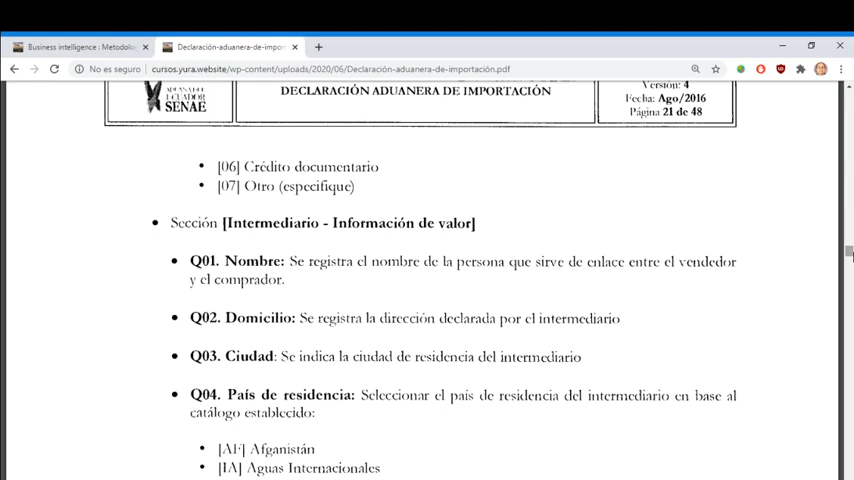 Business intelligence : Metodolo
Declaración-aduanera-de-import
No es seguro
cursos.yura.website/wp-content/uploads/2020/06/Declaración-aduanera-de-importación.pdf
ECUADOR
SENAE
DECLARACIÓN ADUANERA DE IMPORTACIÓN
Versión: 4
Fecha: Ago/2016
Página 21 de 48
• [06] Crédito documentario
• [07] Otro (especifique)
• Sección [Intermediario - Información de valor]
• Q01. Nombre: Se registra el nombre de la persona que sirve de enlace entre el vendedor
y el comprador.
• Q02. Domicilio: Se registra la dirección declarada por el intermediario
• Q03. Ciudad: Se indica la ciudad de residencia del intermediario
• Q04. País de residencia: Seleccionar el país de residencia del intermediario en base al
catálogo establecido:
• [AF] Afganistán
• [IA] Aguas Internacionales